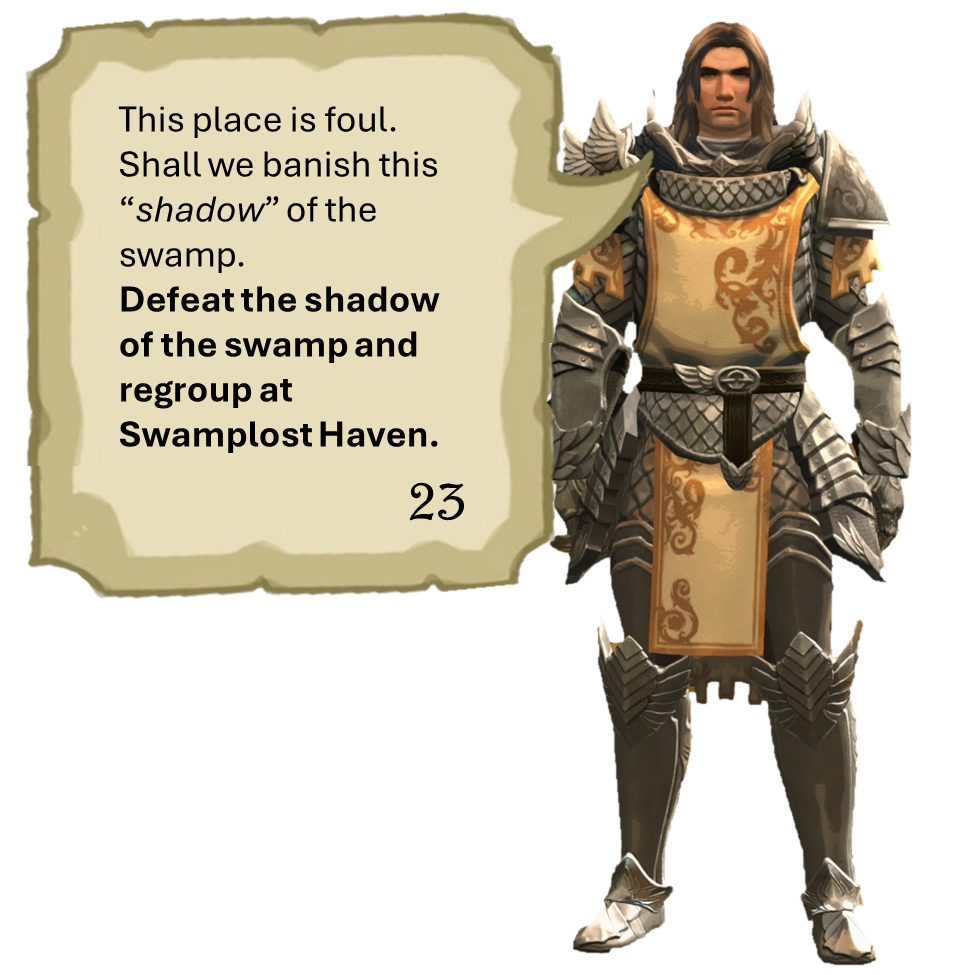 This place is foul.
Shall we banish this
“shadow” of the
swamp.
Defeat the shadow
of the swamp and
regroup at
Swamplost Haven.
23